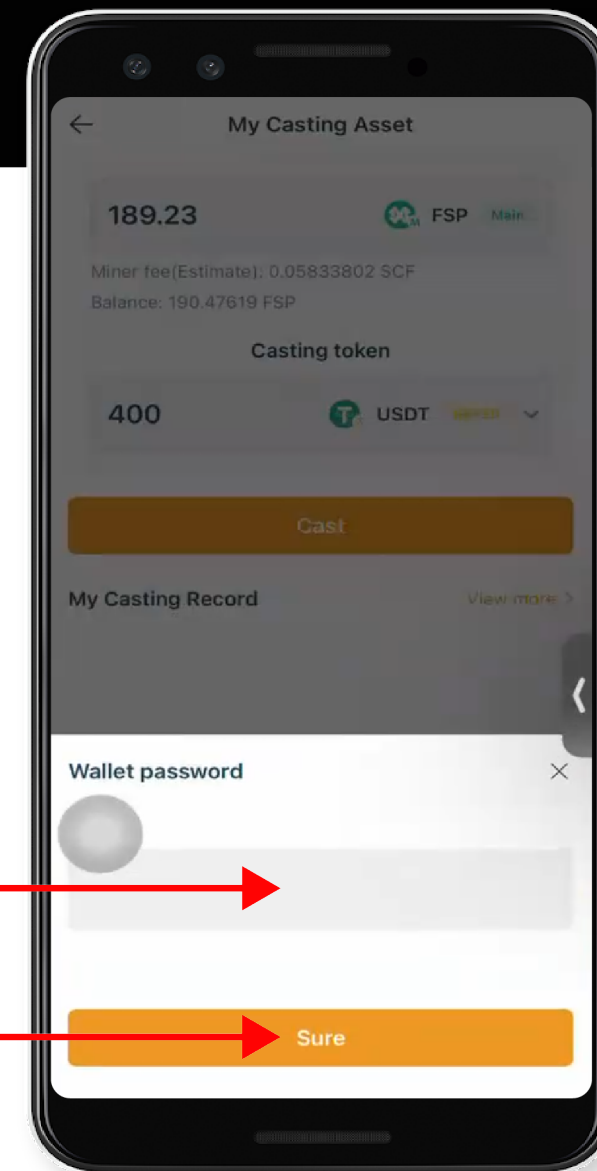 My Casting Asset
189.23 FSP Main
Miner fee(Estimate): 0.05833802 SCF
Balance: 190.47619 FSP
Casting token
400 USDT
Cast
My Casting Record View more >
Wallet password
Sure